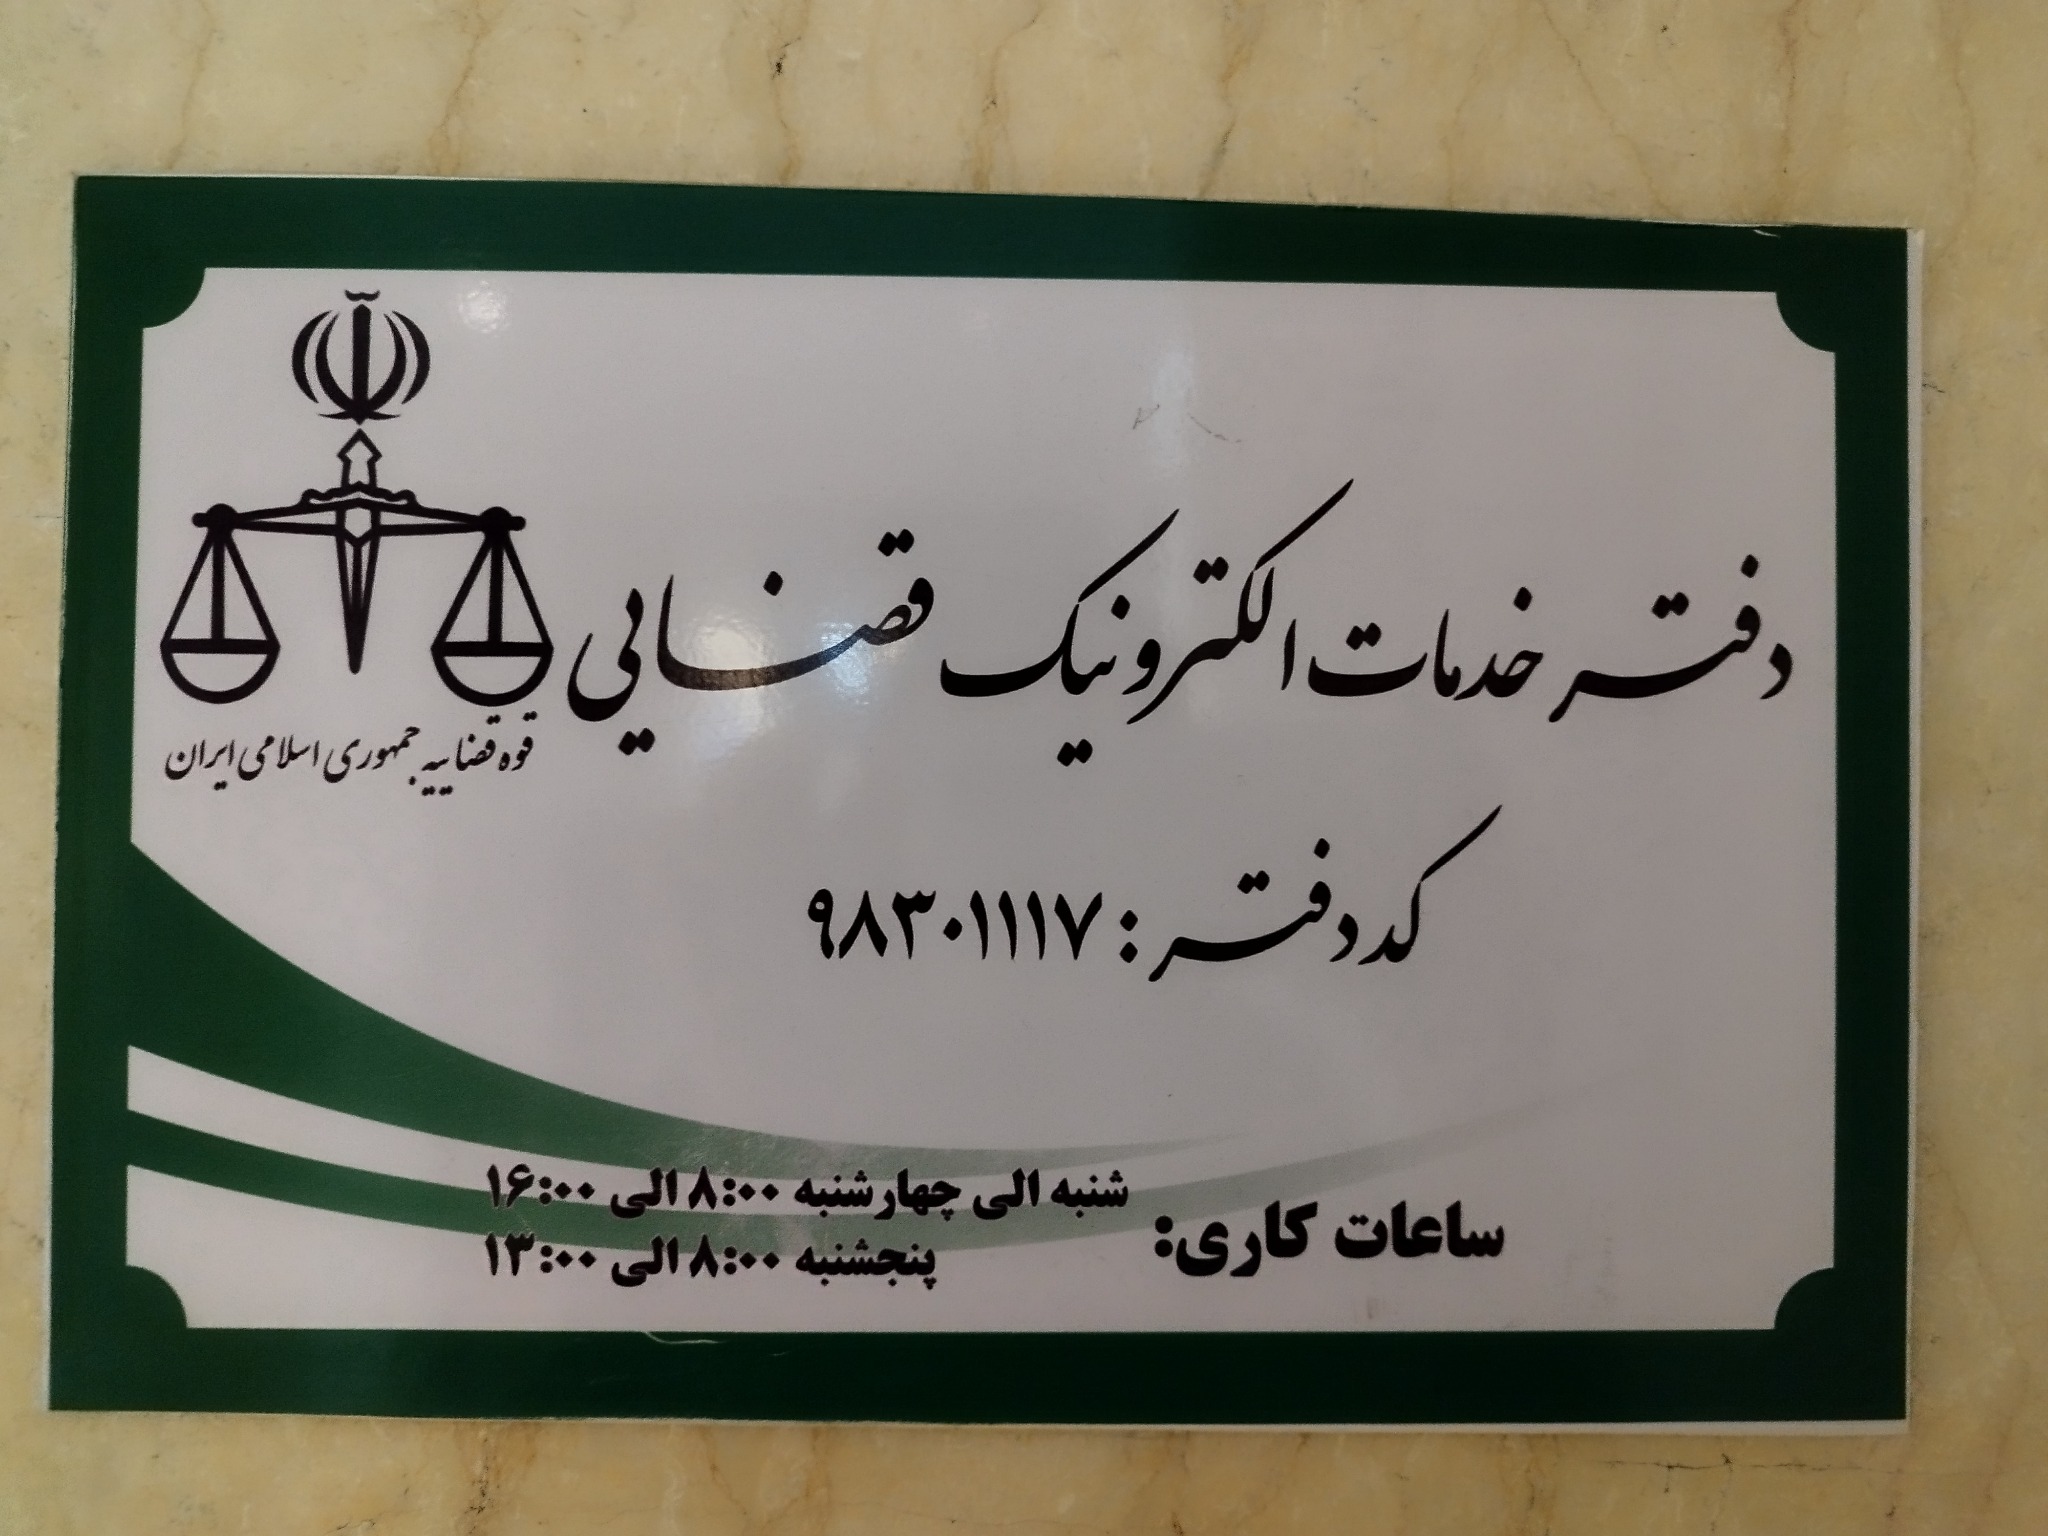 دفتر خدمات الکترونیک قضایی
قوه قضاییه جمهوری اسلامی ایران
کد دفتر : ۹۸۳۰۱۱۱۷
ساعات کاری:
شنبه الی چهارشنبه ۸:۰۰ الی ۱۶:۰۰
پنجشنبه ۸:۰۰ الی ۱۳:۰۰